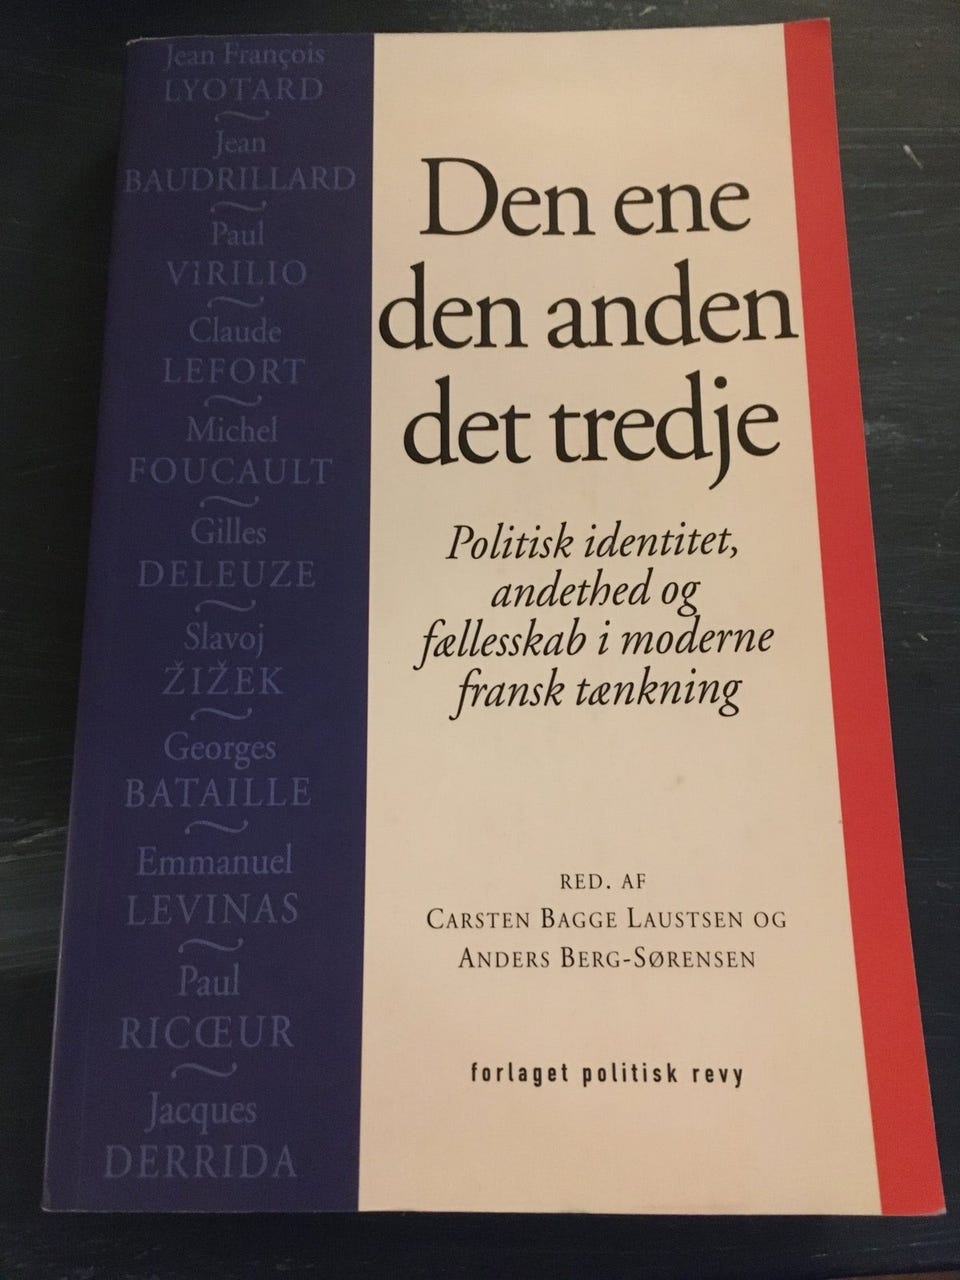 Jean François
LYOTARD
~
Jean
BAUDRILLARD
~
Paul
VIRILIO
~
Claude
LEFORT
~
Michel
FOUCAULT
~
Gilles
DELEUZE
~
Slavoj
ŽIŽEK
~
Georges
BATAILLE
~
Emmanuel
LEVINAS
~
Paul
RICŒUR
~
Jacques
DERRIDA
Den ene
den anden
det tredje
Politisk identitet,
andethed og
fællesskab i moderne
fransk tænkning
RED. AF
CARSTEN BAGGE LAUSTSEN OG
ANDERS BERG-SØRENSEN
forlaget politisk revy